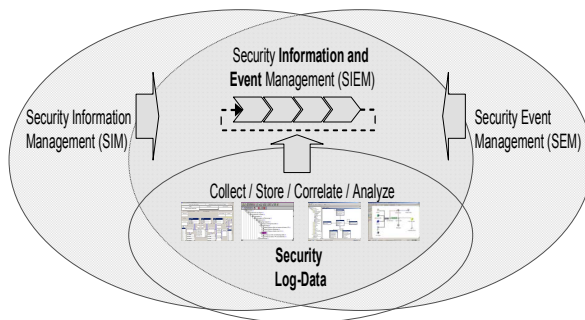 Security Information and
Event Management (SIEM)
Security Information
Management (SIM)
Security Event
Management (SEM)
Collect / Store / Correlate / Analyze
Security
Log-Data